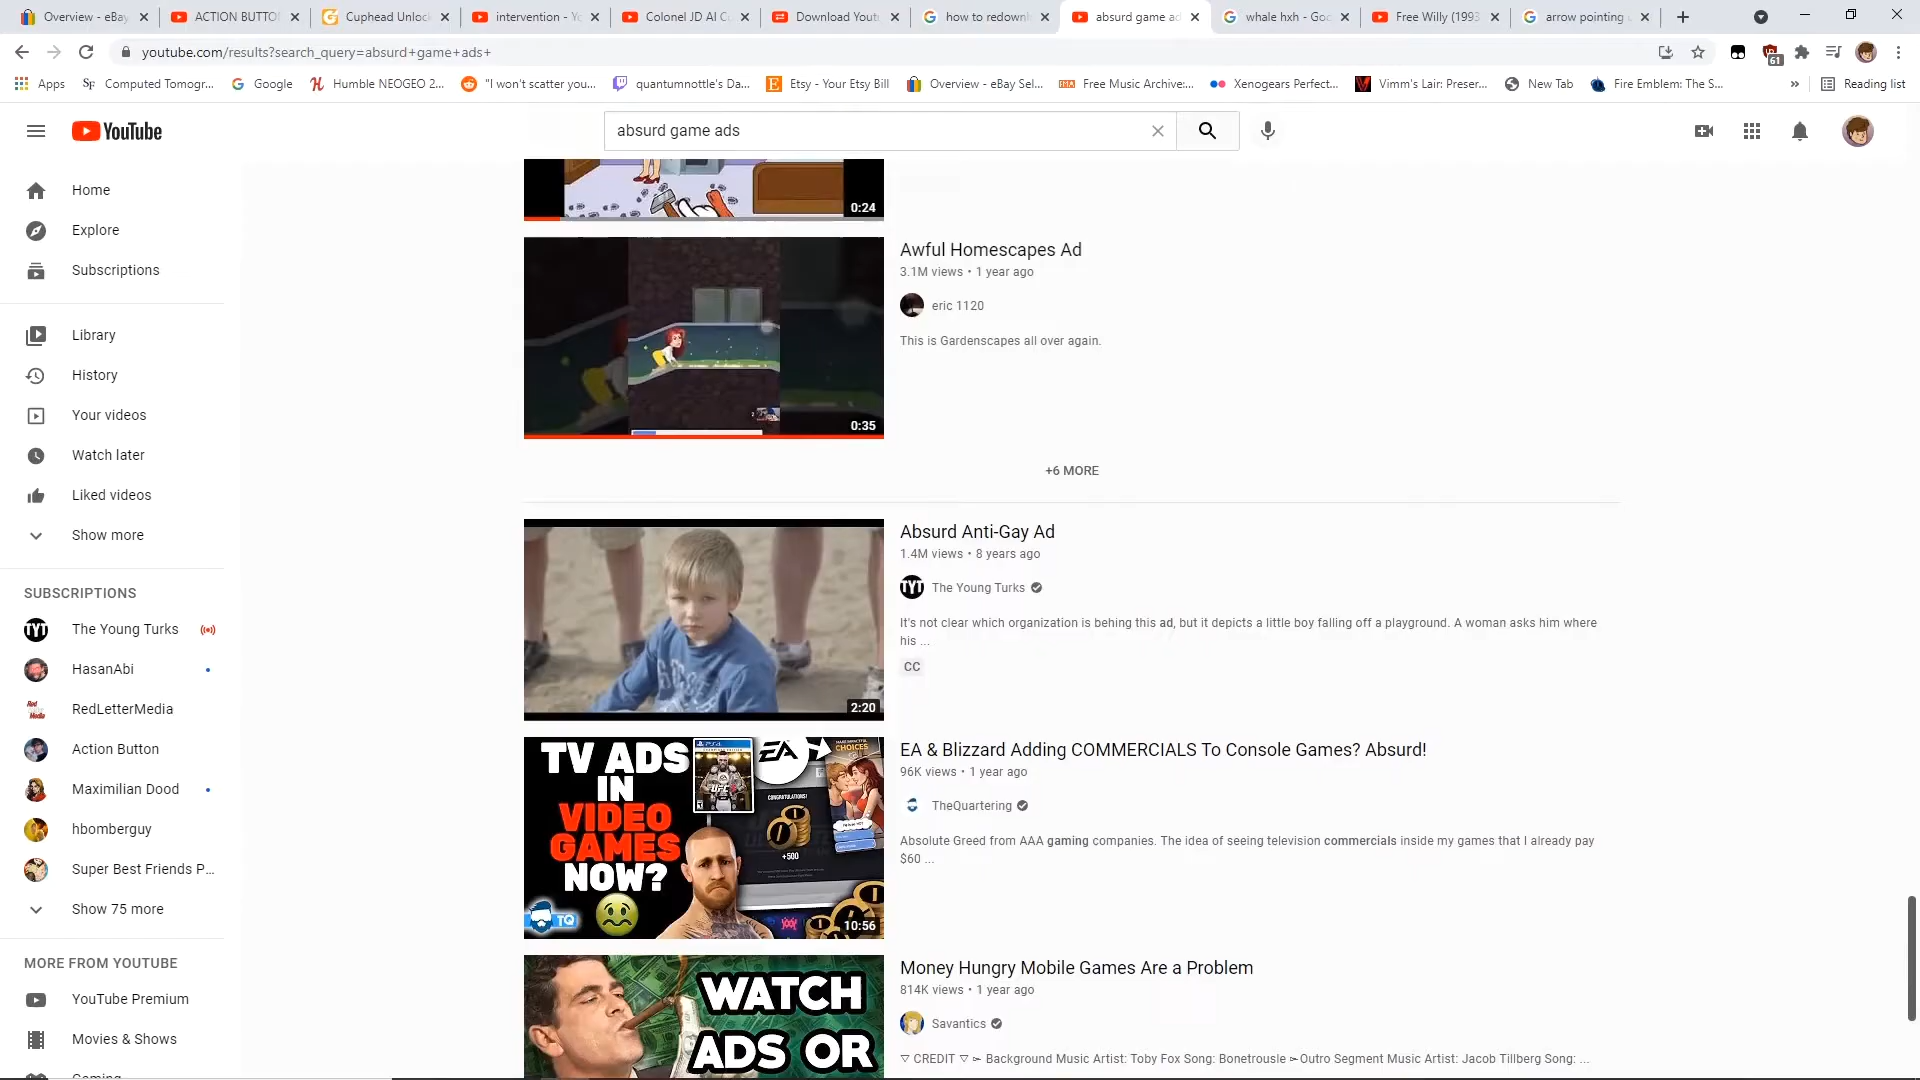 Overview - eBay
ACTION BUTTO
Cuphead Unlock
intervention - Yo
Colonel JD AI C
Download Yout
how to redownl
absurd game ad
whale hxh - Goo
Free Willy (1993
arrow pointing
youtube.com/results?search_query=absurd+game+ads+
61
Apps
Computed Tomogr...
Google
Humble NEOGEO 2...
"I won't scatter you...
quantumnottle's Da...
Etsy - Your Etsy Bill
Overview - eBay Sel...
Free Music Archive:...
Xenogears Perfect...
Vimm's Lair: Preser...
New Tab
Fire Emblem: The S...
»
Reading list
YouTube
absurd game ads
Home
Explore
Subscriptions
Library
History
Your videos
Watch later
Liked videos
Show more
SUBSCRIPTIONS
The Young Turks
HasanAbi
RedLetterMedia
Action Button
Maximilian Dood
hbomberguy
Super Best Friends P...
Show 75 more
MORE FROM YOUTUBE
YouTube Premium
Movies & Shows
Gaming
0:24
0:35
Awful Homescapes Ad
3.1M views • 1 year ago
eric 1120
This is Gardenscapes all over again.
+6 MORE
2:20
Absurd Anti-Gay Ad
1.4M views • 8 years ago
TYT The Young Turks
It's not clear which organization is behing this ad, but it depicts a little boy falling off a playground. A woman asks him where
his ...
CC
TV ADS
IN
VIDEO
GAMES
NOW?
EA
CHOICES
CONGRATULATIONS!
+500
TQ
10:56
EA & Blizzard Adding COMMERCIALS To Console Games? Absurd!
96K views • 1 year ago
TheQuartering
Absolute Greed from AAA gaming companies. The idea of seeing television commercials inside my games that I already pay
$60 ...
WATCH
ADS OR
Money Hungry Mobile Games Are a Problem
814K views • 1 year ago
Savantics
▽ CREDIT ▽ ➣ Background Music Artist: Toby Fox Song: Bonetrousle ➣Outro Segment Music Artist: Jacob Tillberg Song: ...